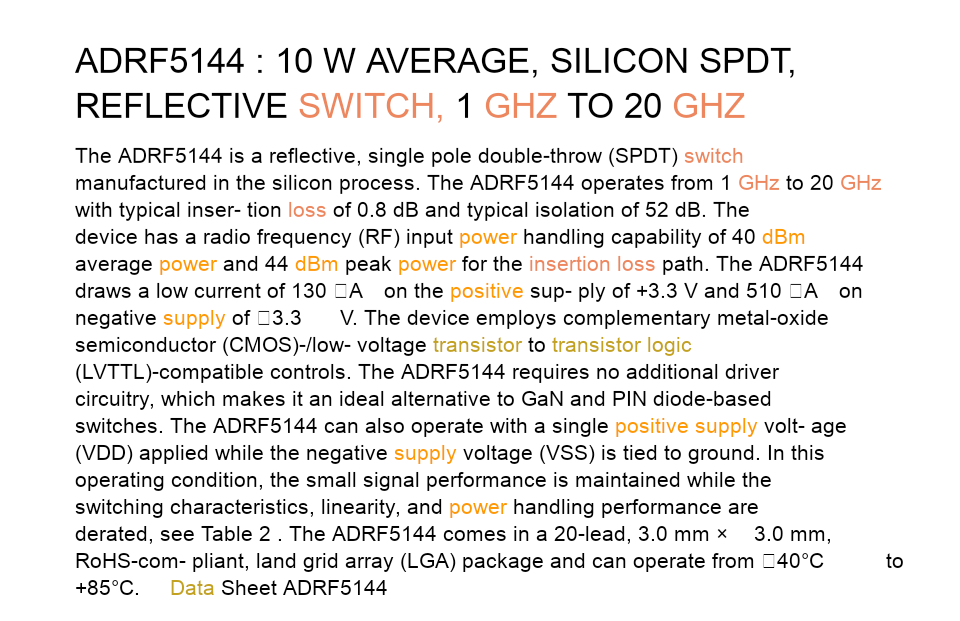 ADRF5144 : 10 W AVERAGE, SILICON SPDT,
REFLECTIVE SWITCH, 1 GHZ TO 20 GHZ
The ADRF5144 is a reflective, single pole double-throw (SPDT) switch
manufactured in the silicon process. The ADRF5144 operates from 1 GHz to 20 GHz
with typical inser- tion loss of 0.8 dB and typical isolation of 52 dB. The
device has a radio frequency (RF) input power handling capability of 40 dBm
average power and 44 dBm peak power for the insertion loss path. The ADRF5144
draws a low current of 130 □A on the positive sup- ply of +3.3 V and 510 □A on
negative supply of □3.3 V. The device employs complementary metal-oxide
semiconductor (CMOS)-/low- voltage transistor to transistor logic
(LVTTL)-compatible controls. The ADRF5144 requires no additional driver
circuitry, which makes it an ideal alternative to GaN and PIN diode-based
switches. The ADRF5144 can also operate with a single positive supply volt- age
(VDD) applied while the negative supply voltage (VSS) is tied to ground. In this
operating condition, the small signal performance is maintained while the
switching characteristics, linearity, and power handling performance are
derated, see Table 2 . The ADRF5144 comes in a 20-lead, 3.0 mm × 3.0 mm,
RoHS-com- pliant, land grid array (LGA) package and can operate from □40°C to
+85°C. Data Sheet ADRF5144